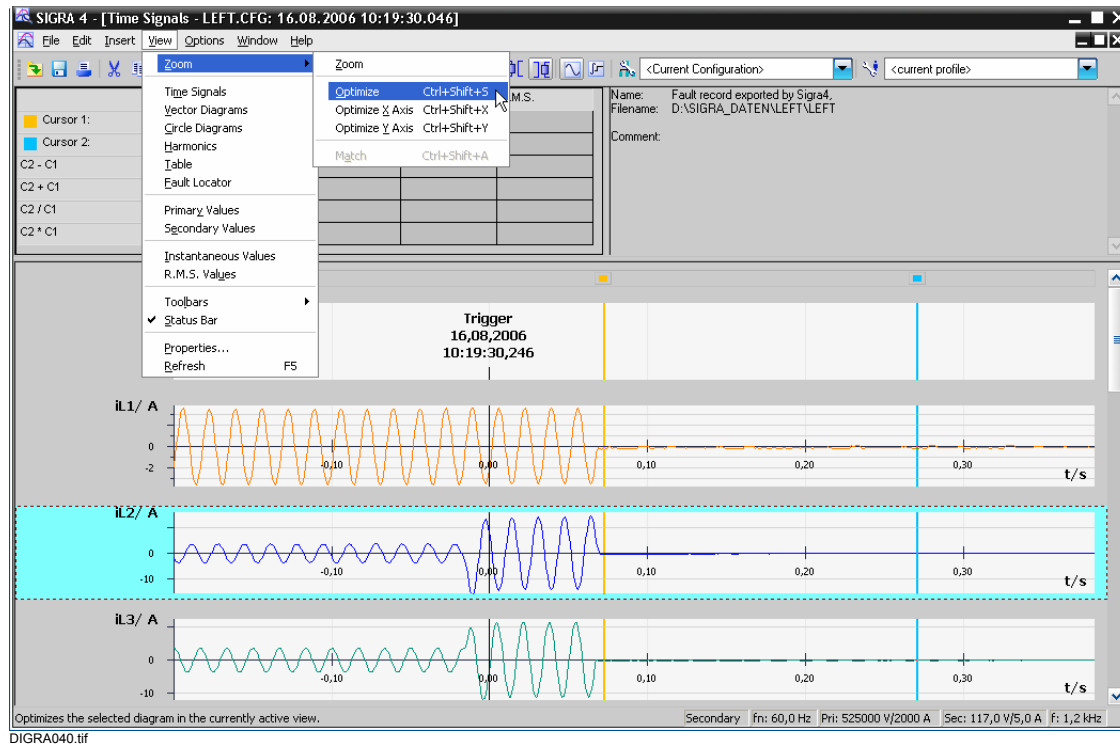 SIGRA 4 - [Time Signals - LEFT.CFG: 16.08.2006 10:19:30.046]
File Edit Insert View Options Window Help
<Current Configuration> <current profile>
Zoom
Time Signals
Vector Diagrams
Circle Diagrams
Harmonics
Table
Fault Locator
Primary Values
Secondary Values
Instantaneous Values
R.M.S. Values
Toolbars
Status Bar
Properties...
Refresh F5
Zoom
Optimize Ctrl+Shift+S
Optimize X Axis Ctrl+Shift+X
Optimize Y Axis Ctrl+Shift+Y
Match Ctrl+Shift+A
Cursor 1:
Cursor 2:
C2 - C1
C2 + C1
C2 / C1
C2 * C1
Name: Fault record exported by Sigra4,
Filename: D:\SIGRA_DATEN\LEFT\LEFT
Comment:
Trigger
16,08,2006
10:19:30,246
iL1/ A
0
-2
-0,10 0,00 0,10 0,20 0,30
t/s
iL2/ A
0
-10
-0,10 0,00 0,10 0,20 0,30
t/s
iL3/ A
0
-10
-0,10 0,00 0,10 0,20 0,30
t/s
Optimizes the selected diagram in the currently active view.
Secondary fn: 60,0 Hz Pri: 525000 V/2000 A Sec: 117,0 V/5,0 A f: 1,2 kHz
DIGRA040.tif